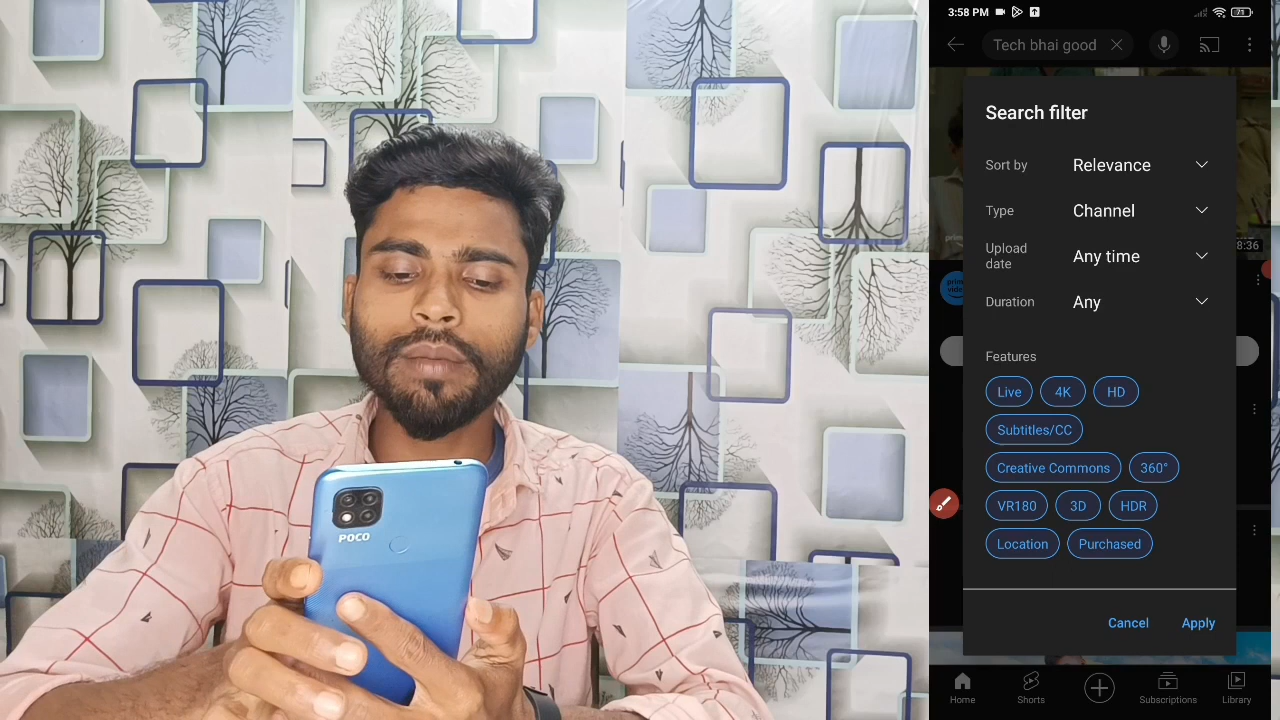 POCO
3:58 PM
71
Tech bhai good
8:36
Search filter
Sort by Relevance
Type Channel
Upload date Any time
Duration Any
Features
Live 4K HD
Subtitles/CC
Creative Commons 360°
VR180 3D HDR
Location Purchased
Cancel Apply
Home Shorts Subscriptions Library